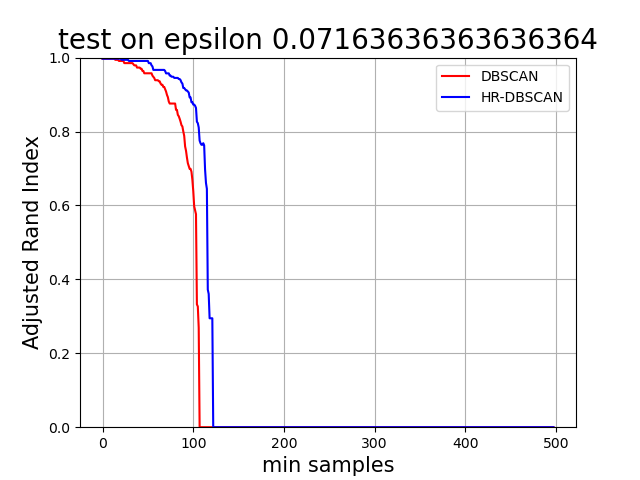 test on epsilon 0.07163636363636364
1.0
0.8
0.6
0.4
0.2
0.0
Adjusted Rand Index
DBSCAN
HR-DBSCAN
0 100 200 300 400 500
min samples